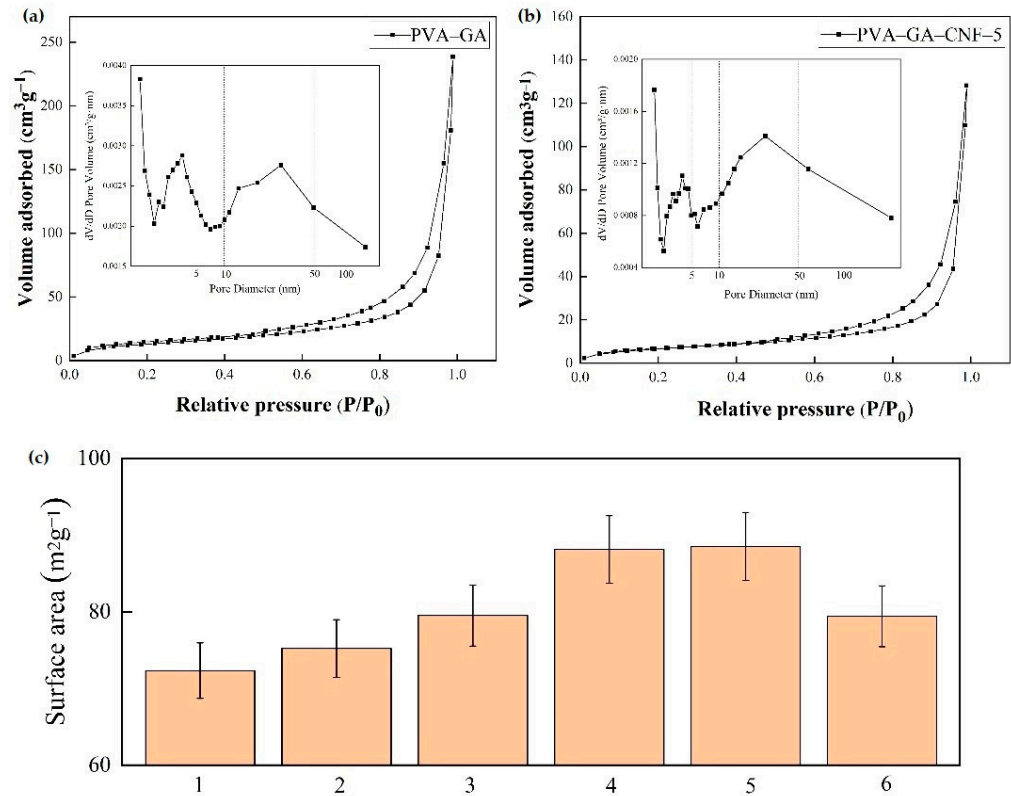 (a)
PVA–GA
Volume adsorbed (cm³g⁻¹)
250
200
150
100
50
0
0.0 0.2 0.4 0.6 0.8 1.0
Relative pressure (P/P₀)
dV/dD Pore Volume (cm³/g·nm)
0.0040
0.0035
0.0030
0.0025
0.0020
0.0015
5 10 50 100
Pore Diameter (nm)
(b)
PVA–GA–CNF–5
Volume adsorbed (cm³g-¹)
160
140
120
100
80
60
40
20
0
0.0 0.2 0.4 0.6 0.8 1.0
Relative pressure (P/P₀)
dV/dD Pore Volume (cm³/g·nm)
0.0020
0.0016
0.0012
0.0008
0.0004
5 10 50 100
Pore Diameter (nm)
(c)
Surface area (m²g⁻¹)
100
80
60
1 2 3 4 5 6